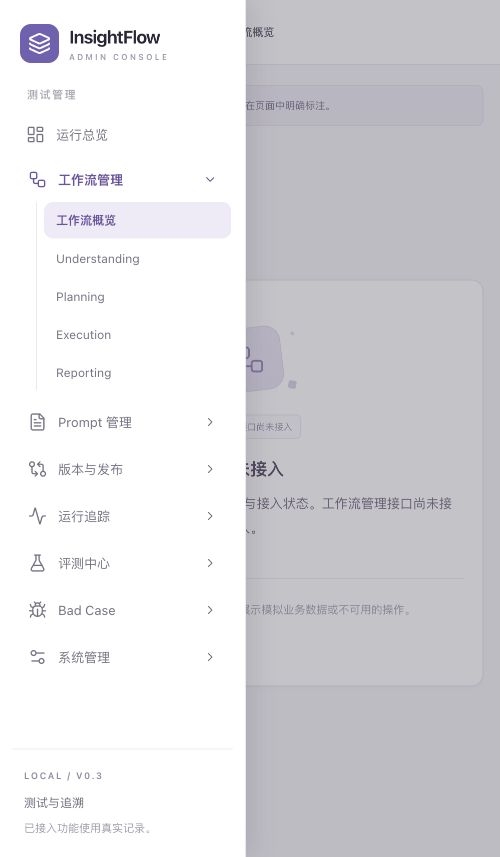 InsightFlow
ADMIN CONSOLE
流概览
测试管理
在页面中明确标注。
运行总览
工作流管理
工作流概览
Understanding
Planning
Execution
Reporting
Prompt 管理
口尚未接入
版本与发布
未接入
与接入状态。工作流管理接口尚未接
运行追踪
入。
评测中心
Bad Case
展示模拟业务数据或不可用的操作。
系统管理
LOCAL / V0.3
测试与追溯
已接入功能使用真实记录。